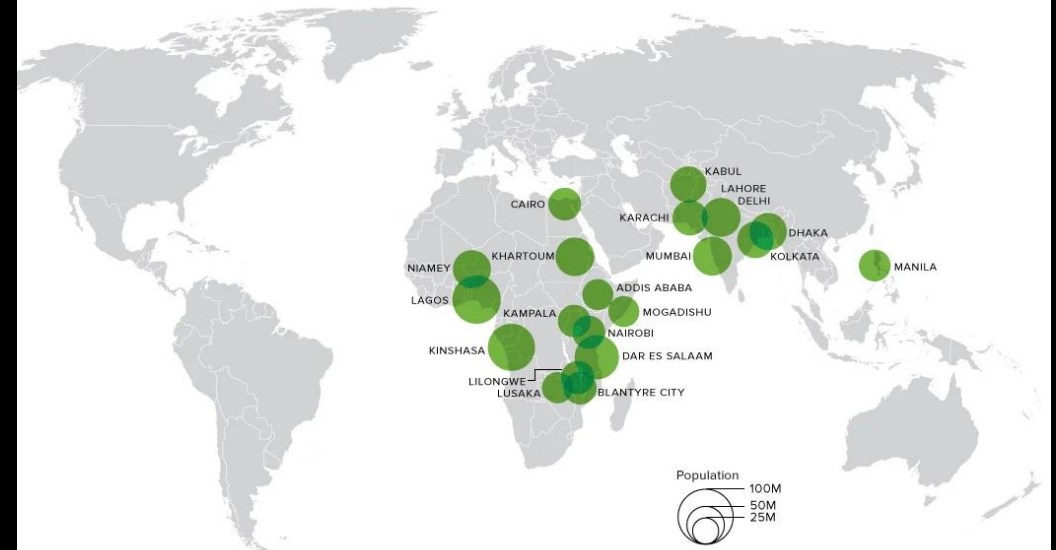 KABUL
LAHORE
DELHI
CAIRO
KARACHI
DHAKA
KHARTOUM
MUMBAI
KOLKATA
NIAMEY
MANILA
ADDIS ABABA
LAGOS
KAMPALA
MOGADISHU
NAIROBI
KINSHASA
DAR ES SALAAM
LILONGWE
LUSAKA
BLANTYRE CITY
Population
100M
50M
25M